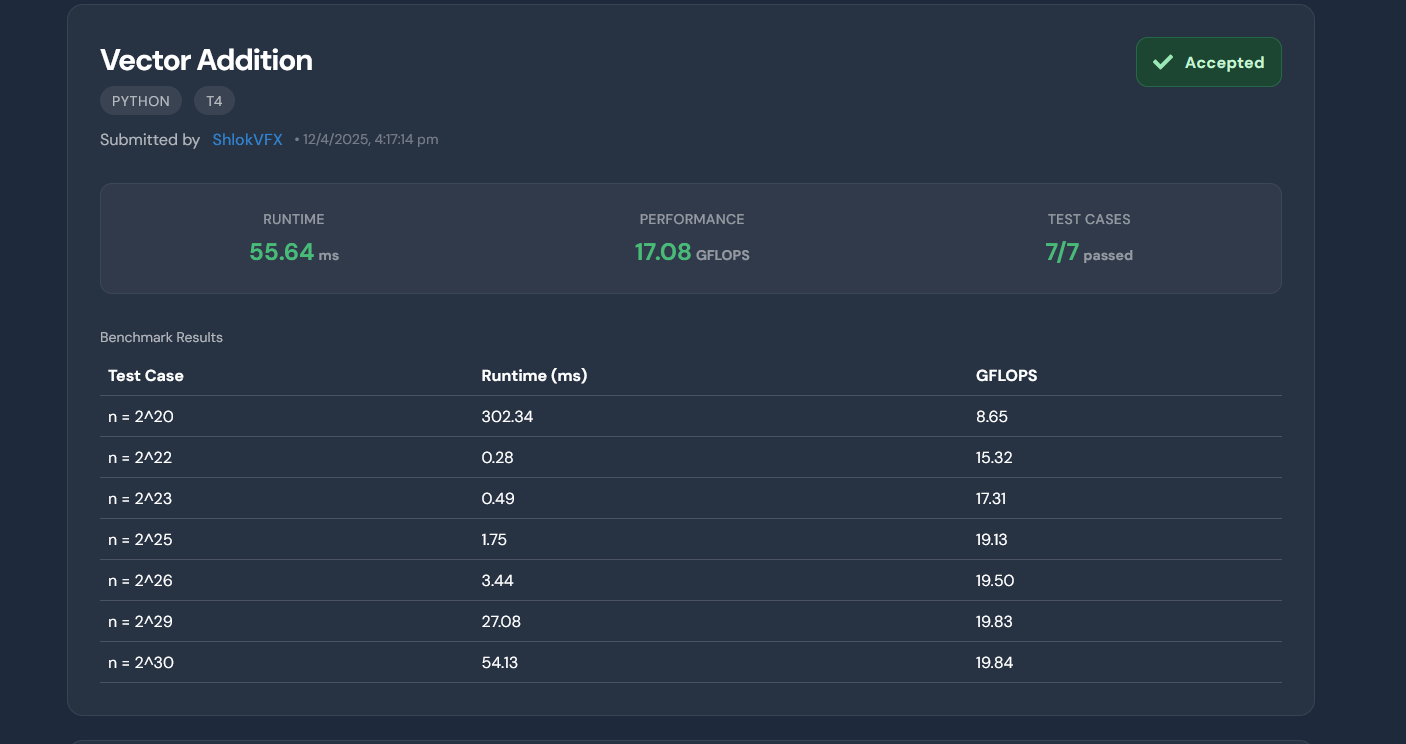 Vector Addition
Accepted
PYTHON T4
Submitted by ShlokVFX • 12/4/2025, 4:17:14 pm
RUNTIME PERFORMANCE TEST CASES
55.64 ms 17.08 GFLOPS 7/7 passed
Benchmark Results
Test Case Runtime (ms) GFLOPS
n = 2^20 302.34 8.65
n = 2^22 0.28 15.32
n = 2^23 0.49 17.31
n = 2^25 1.75 19.13
n = 2^26 3.44 19.50
n = 2^29 27.08 19.83
n = 2^30 54.13 19.84